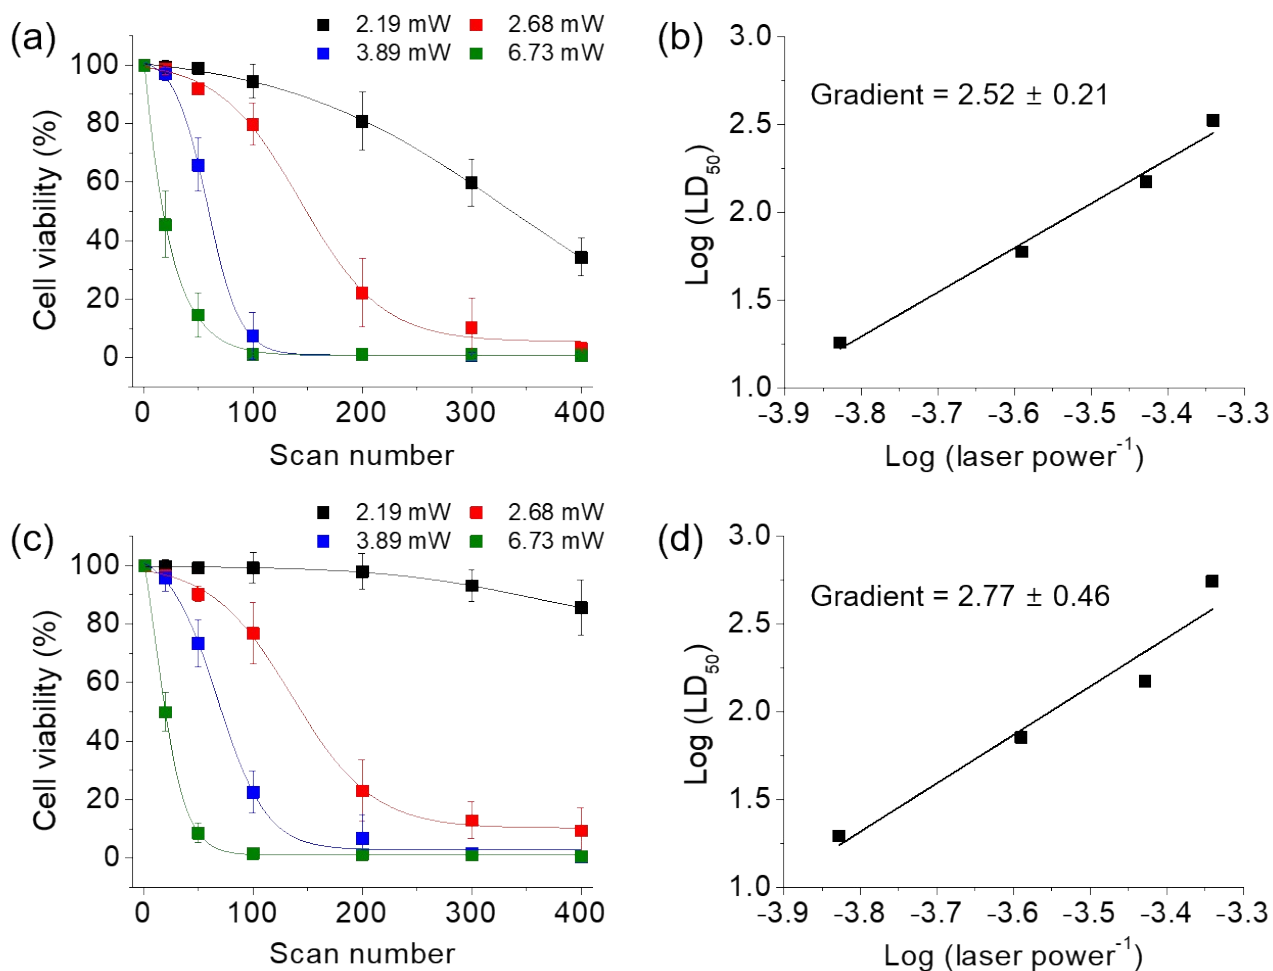 (a)
2.19 mW 2.68 mW
3.89 mW 6.73 mW
100
80
60
40
20
0
Cell viability (%)
0 100 200 300 400
Scan number
(b)
3.0
2.5
2.0
1.5
1.0
Gradient = 2.52 ± 0.21
Log (LD50)
-3.9 -3.8 -3.7 -3.6 -3.5 -3.4 -3.3
Log (laser power-1)
(c)
2.19 mW 2.68 mW
3.89 mW 6.73 mW
100
80
60
40
20
0
Cell viability (%)
0 100 200 300 400
Scan number
(d)
3.0
2.5
2.0
1.5
1.0
Gradient = 2.77 ± 0.46
Log (LD50)
-3.9 -3.8 -3.7 -3.6 -3.5 -3.4 -3.3
Log (laser power-1)